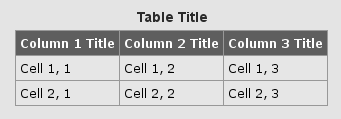 Table Title
Column 1 Title Column 2 Title Column 3 Title
Cell 1, 1 Cell 1, 2 Cell 1, 3
Cell 2, 1 Cell 2, 2 Cell 2, 3